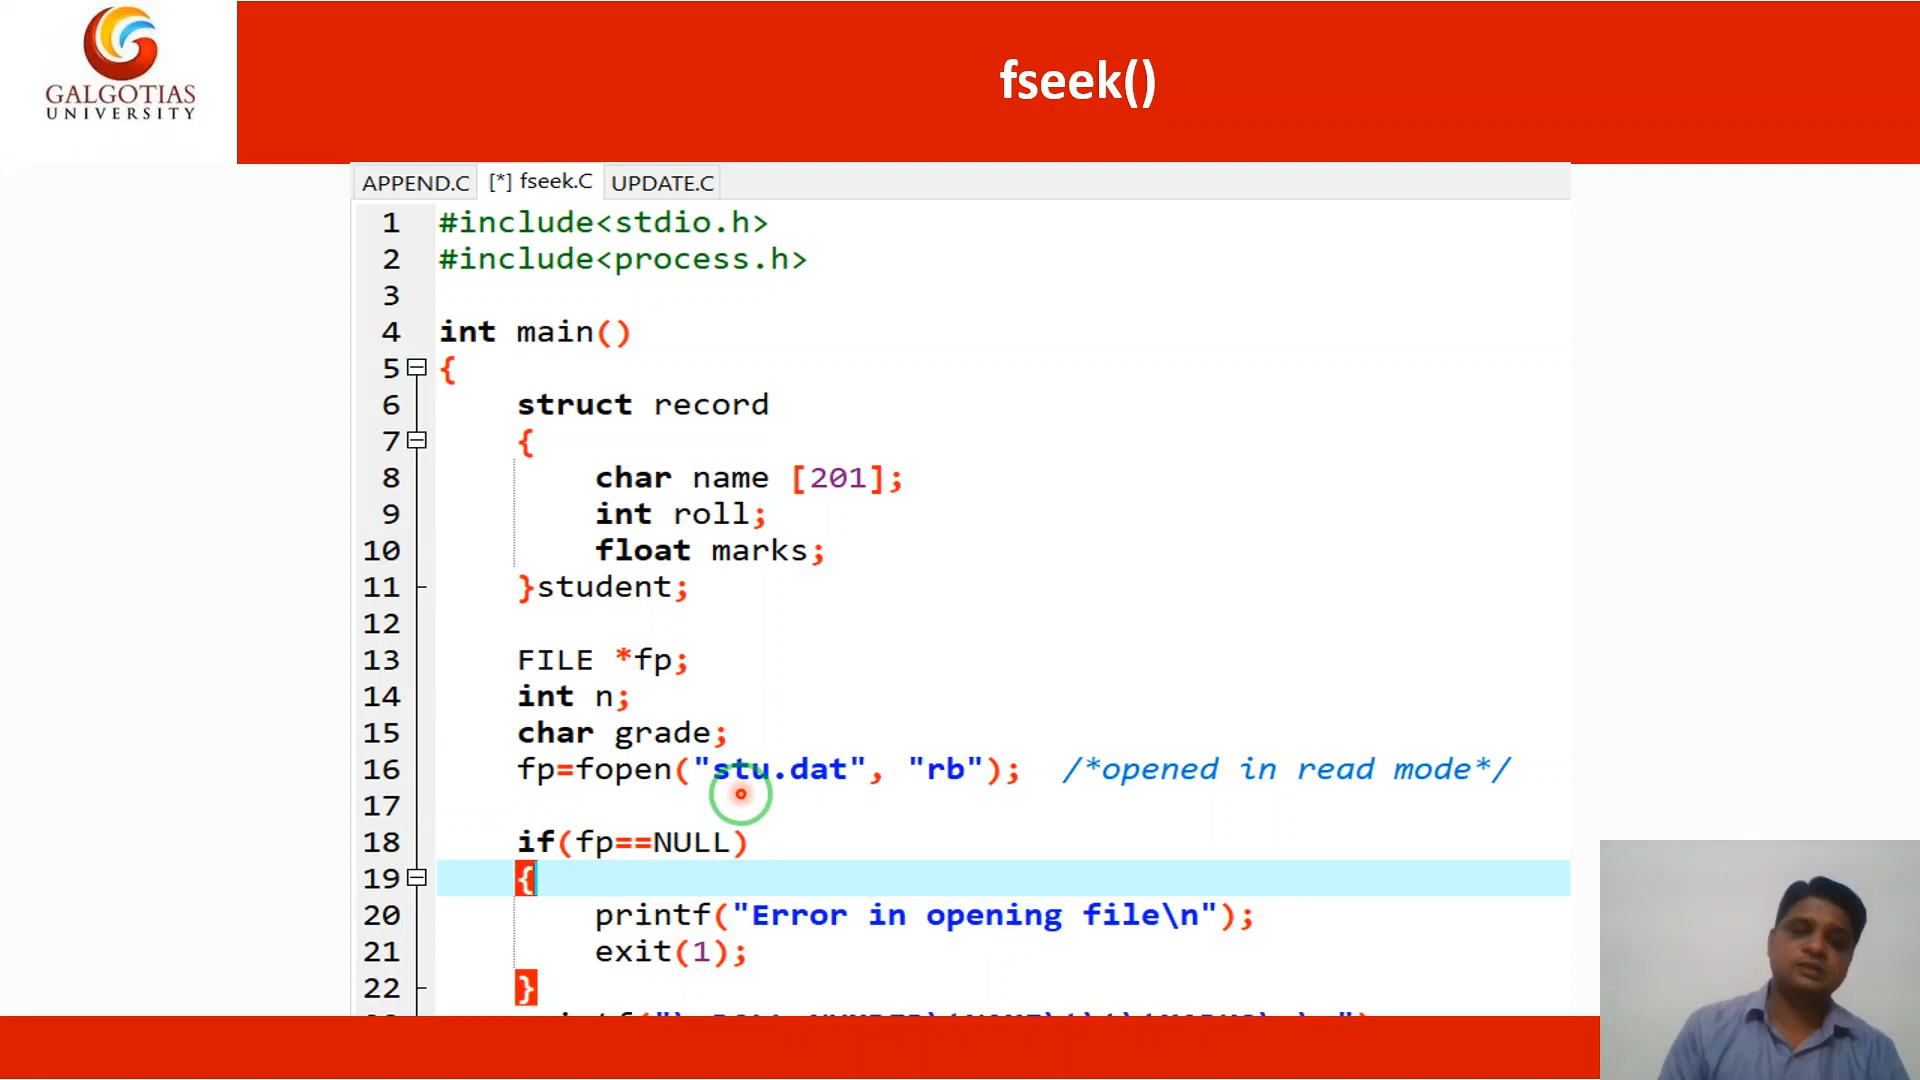 GALGOTIAS
UNIVERSITY
fseek()
APPEND.C [*] fseek.C UPDATE.C
1 #include<stdio.h>
2 #include<process.h>
3
4 int main()
5 {
6 struct record
7 {
8 char name [201];
9 int roll;
10 float marks;
11 }student;
12
13 FILE *fp;
14 int n;
15 char grade;
16 fp=fopen("stu.dat", "rb"); /*opened in read mode*/
17
18 if(fp==NULL)
19 {
20 printf("Error in opening file\n");
21 exit(1);
22 }